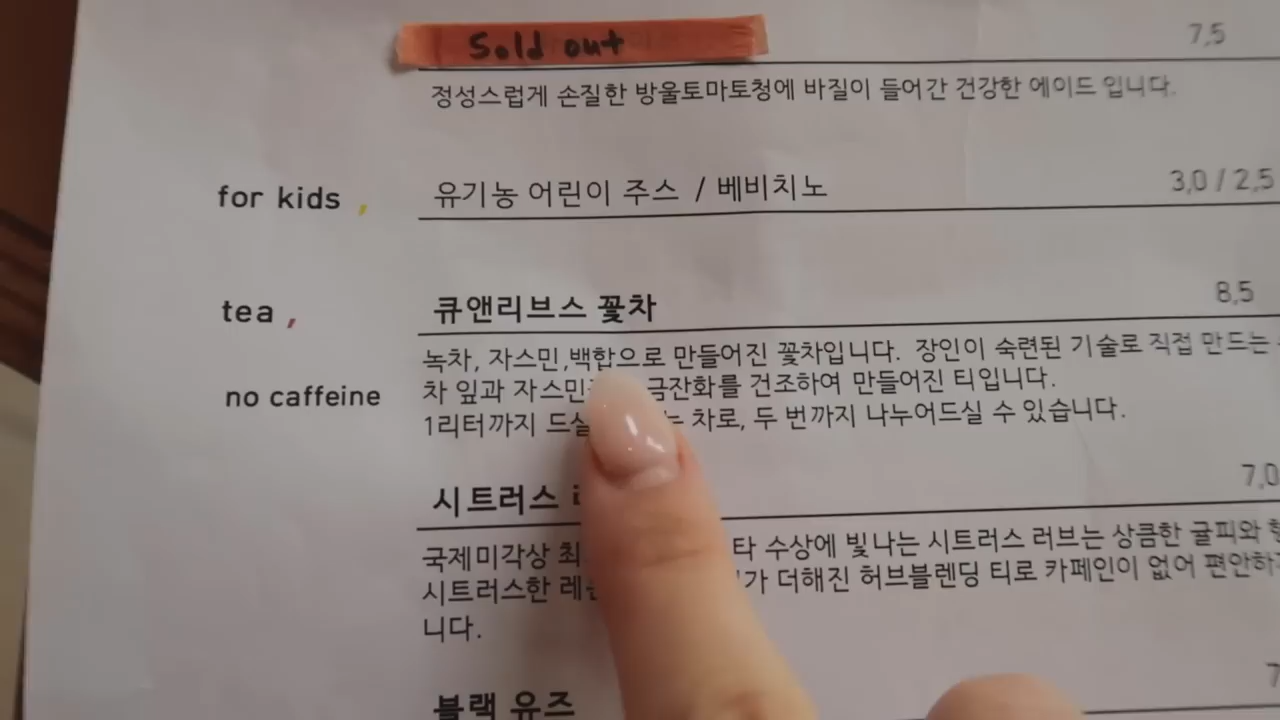 Sold out 7,5
정성스럽게 손질한 방울토마토청에 바질이 들어간 건강한 에이드 입니다.
for kids , 유기농 어린이 주스 / 베비치노 3,0 / 2,5
tea , 큐앤리브스 꽃차 8,5
녹차, 자스민,백합으로 만들어진 꽃차입니다. 장인이 숙련된 기술로 직접 만드는
no caffeine 차 잎과 자스민 금잔화를 건조하여 만들어진 티입니다.
1리터까지 차로, 두 번까지 나누어드실 수 있습니다.
시트러스 7,0
국제미각상 수상에 빛나는 시트러스 러브는 상큼한 귤피와
시트러스한 더해진 허브블렌딩 티로 카페인이 없어
니다.
블랙 유즈